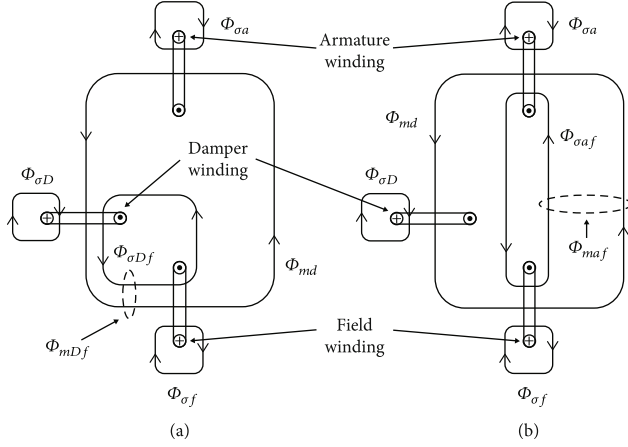 Φσa
Armature
winding
Φσa
Φmd
Φσaf
Damper
winding
ΦσD
ΦσD
ΦσDf
Φmd
Φmaf
ΦmDf
Field
winding
Φσf
Φσf
(a)
(b)